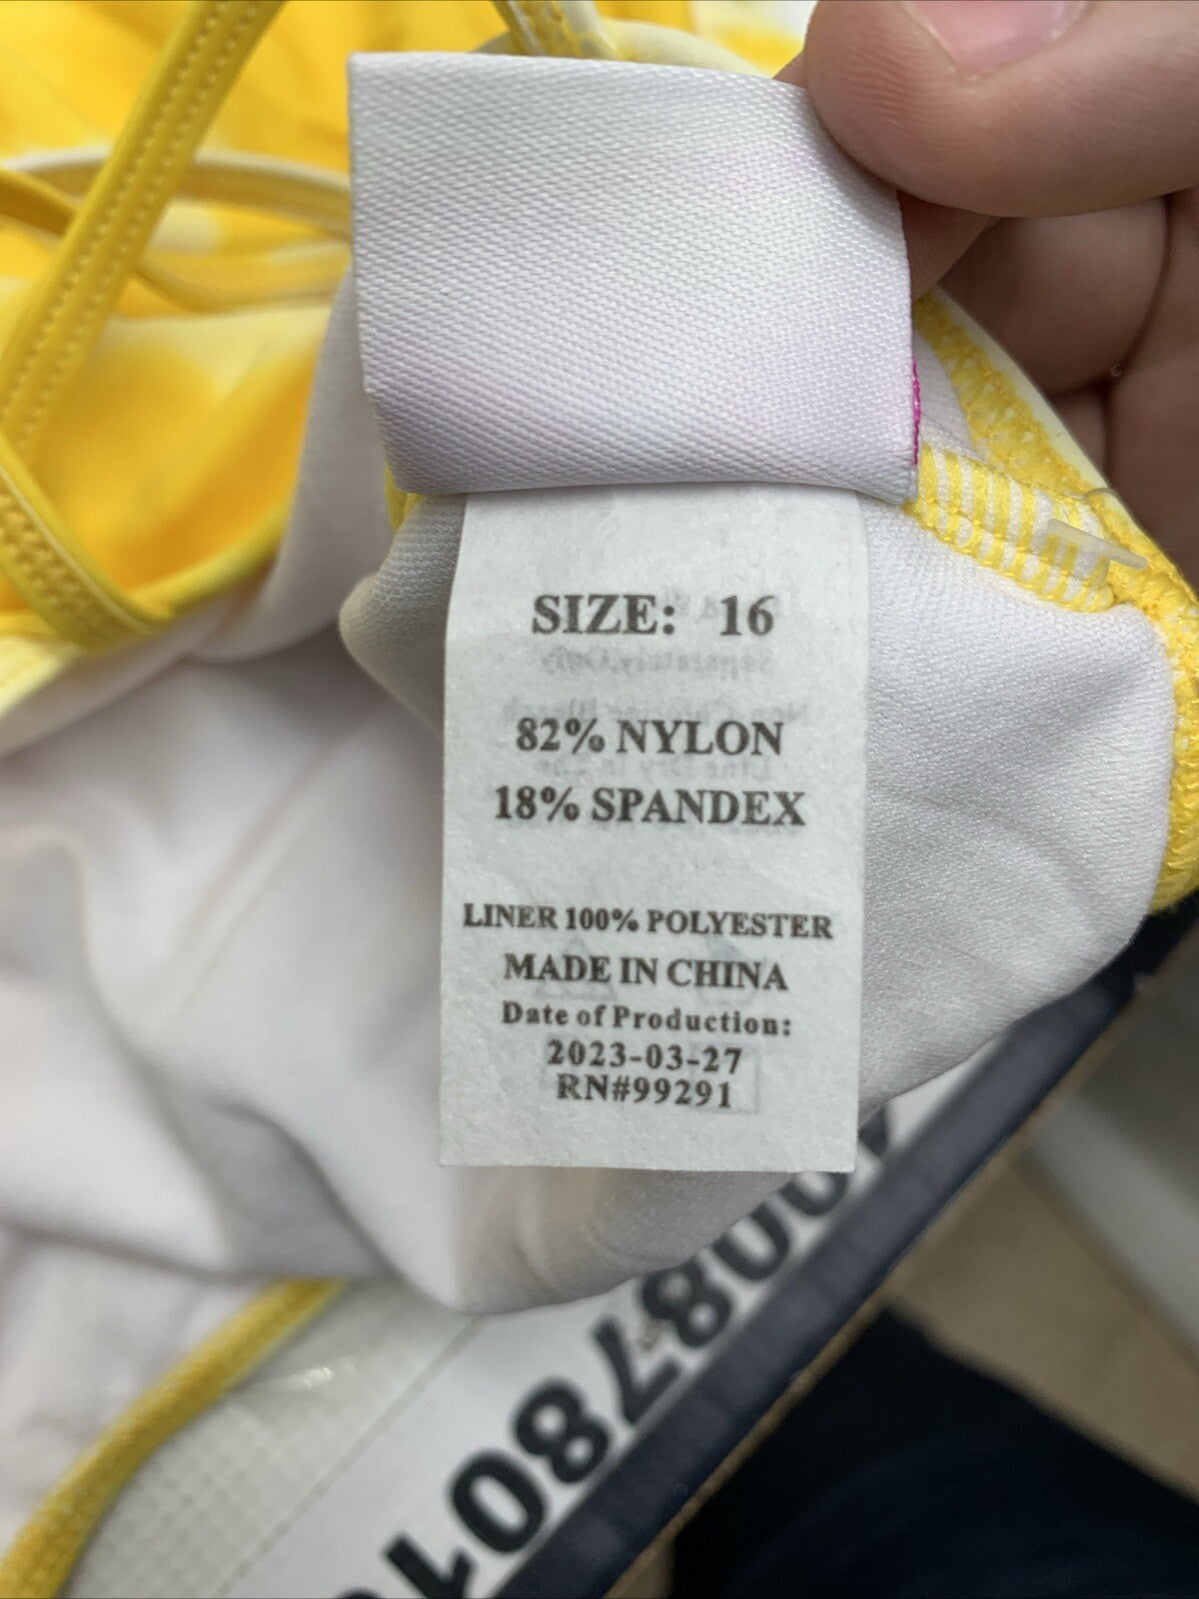 SIZE: 16
82% NYLON
18% SPANDEX
LINER 100% POLYESTER
MADE IN CHINA
Date of Production:
2023-03-27
RN#99291